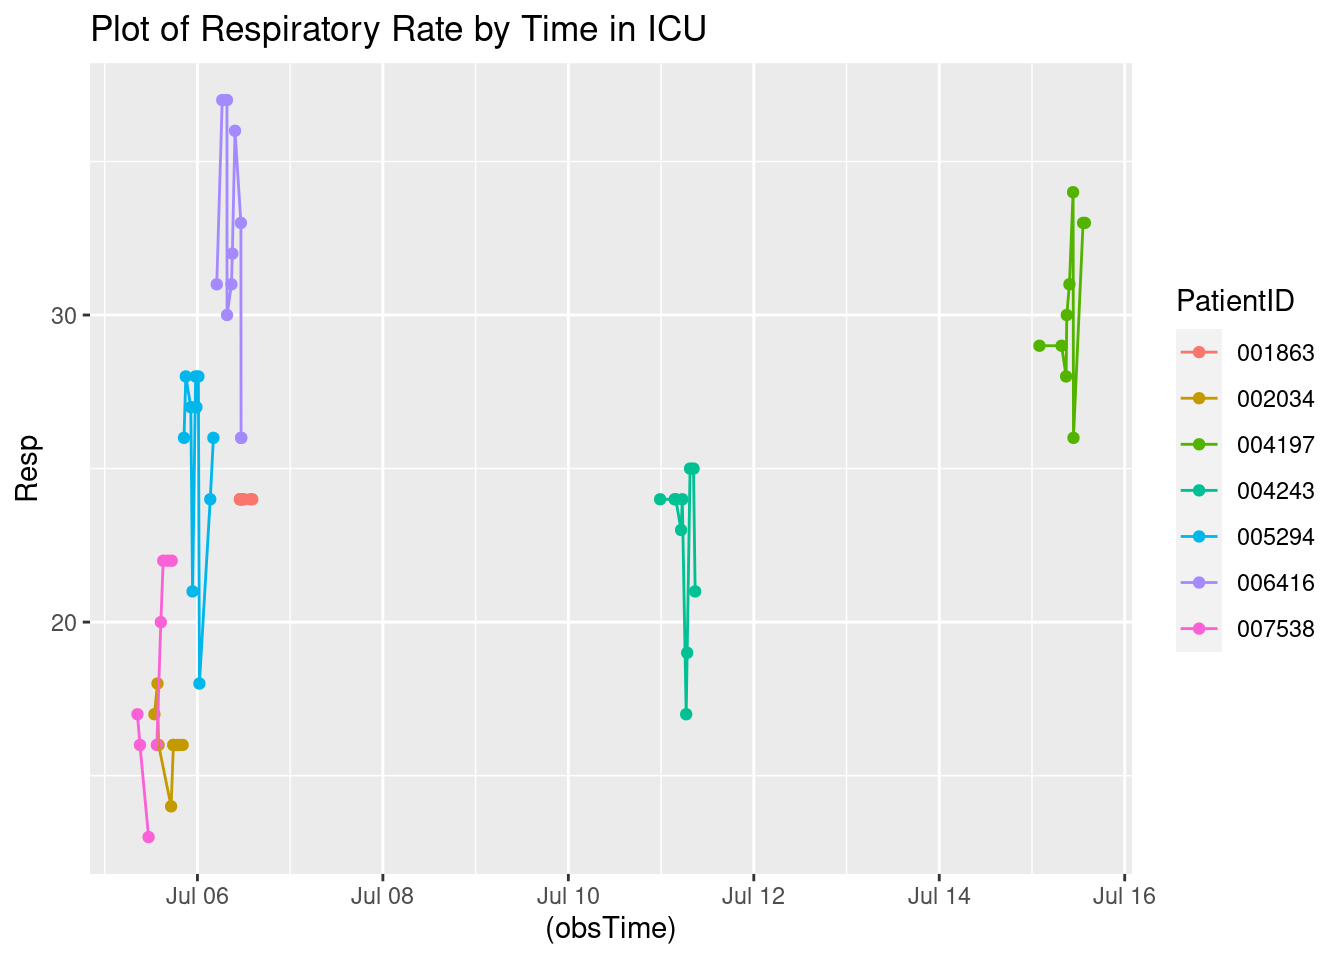 Plot of Respiratory Rate by Time in ICU
Resp
30
20
Jul 06
Jul 08
Jul 10
Jul 12
Jul 14
Jul 16
(obsTime)
PatientID
001863
002034
004197
004243
005294
006416
007538